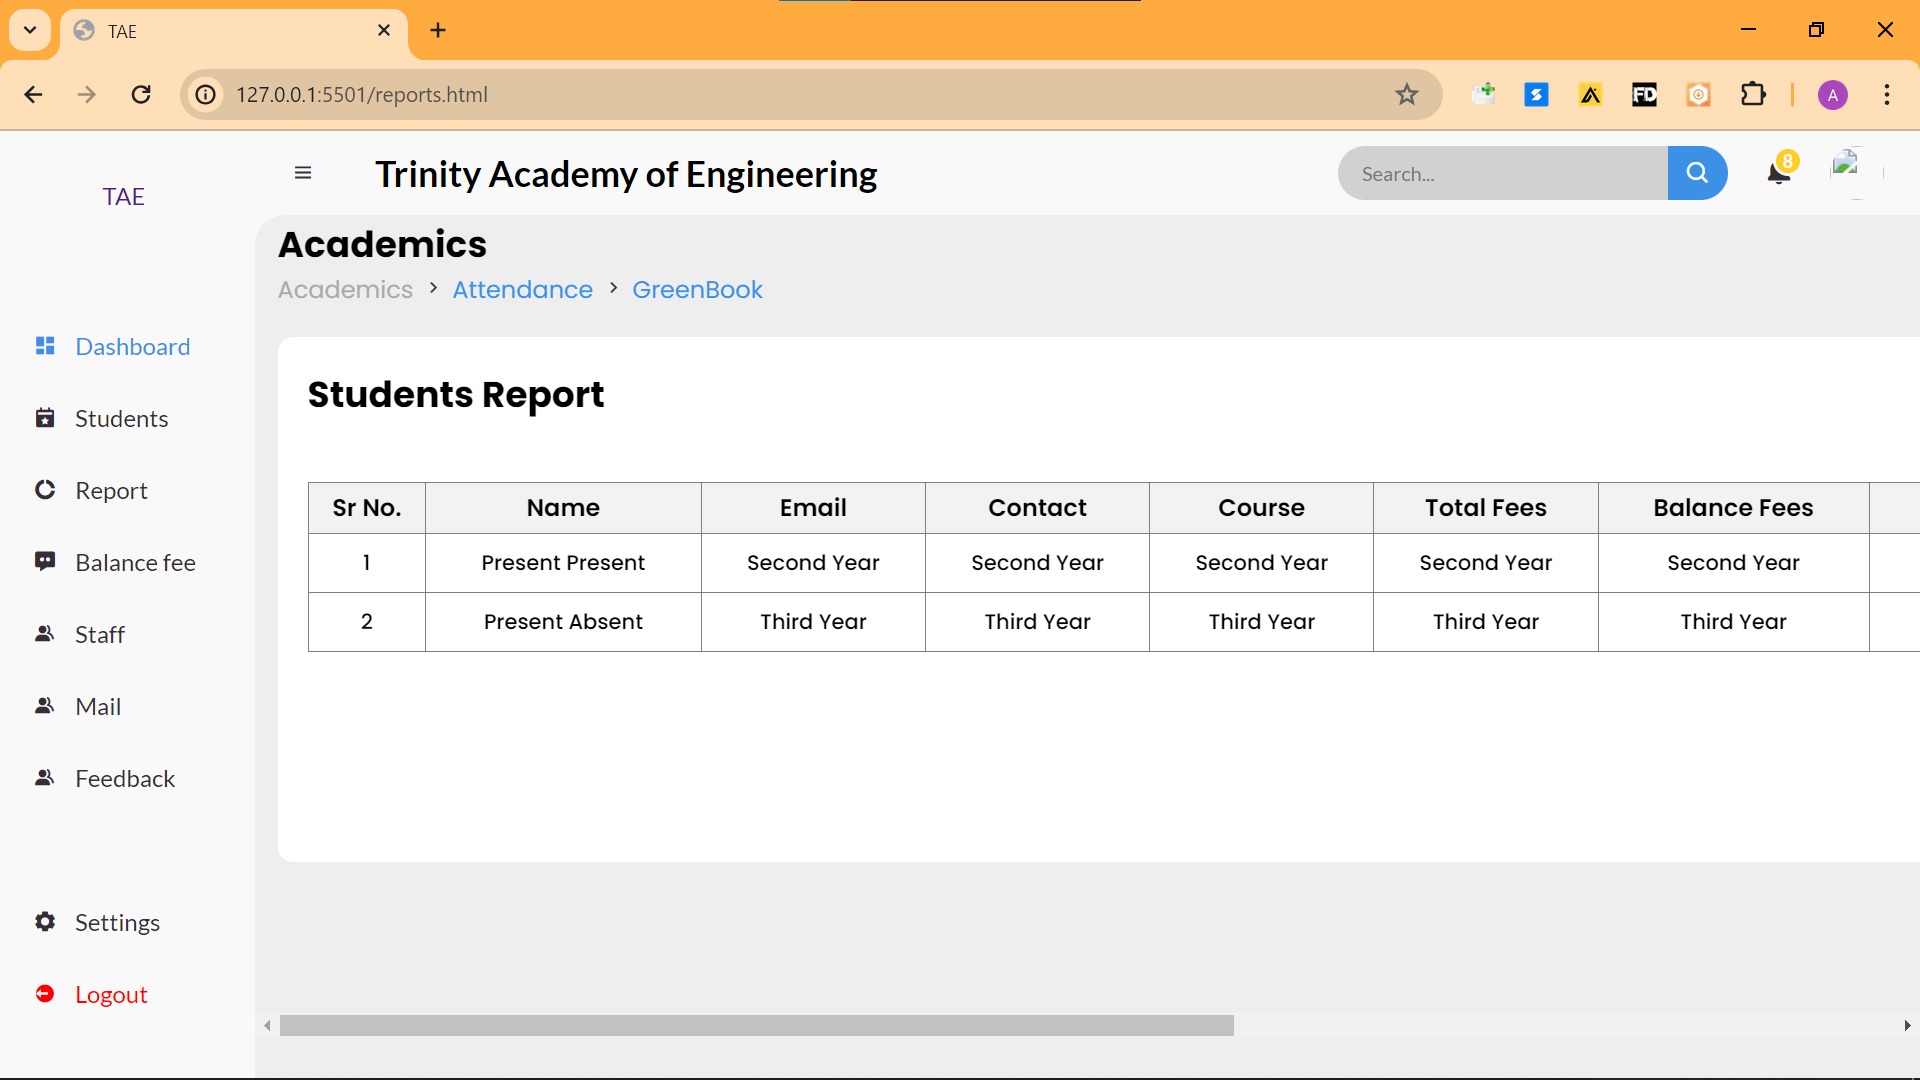 TAE
127.0.0.1:5501/reports.html
A
TAE
Trinity Academy of Engineering
Search...
8
Academics
Academics > Attendance > GreenBook
Dashboard
Students
Report
Balance fee
Staff
Mail
Feedback
Settings
Logout
Students Report
Sr No. Name Email Contact Course Total Fees Balance Fees
1 Present Present Second Year Second Year Second Year Second Year Second Year
2 Present Absent Third Year Third Year Third Year Third Year Third Year